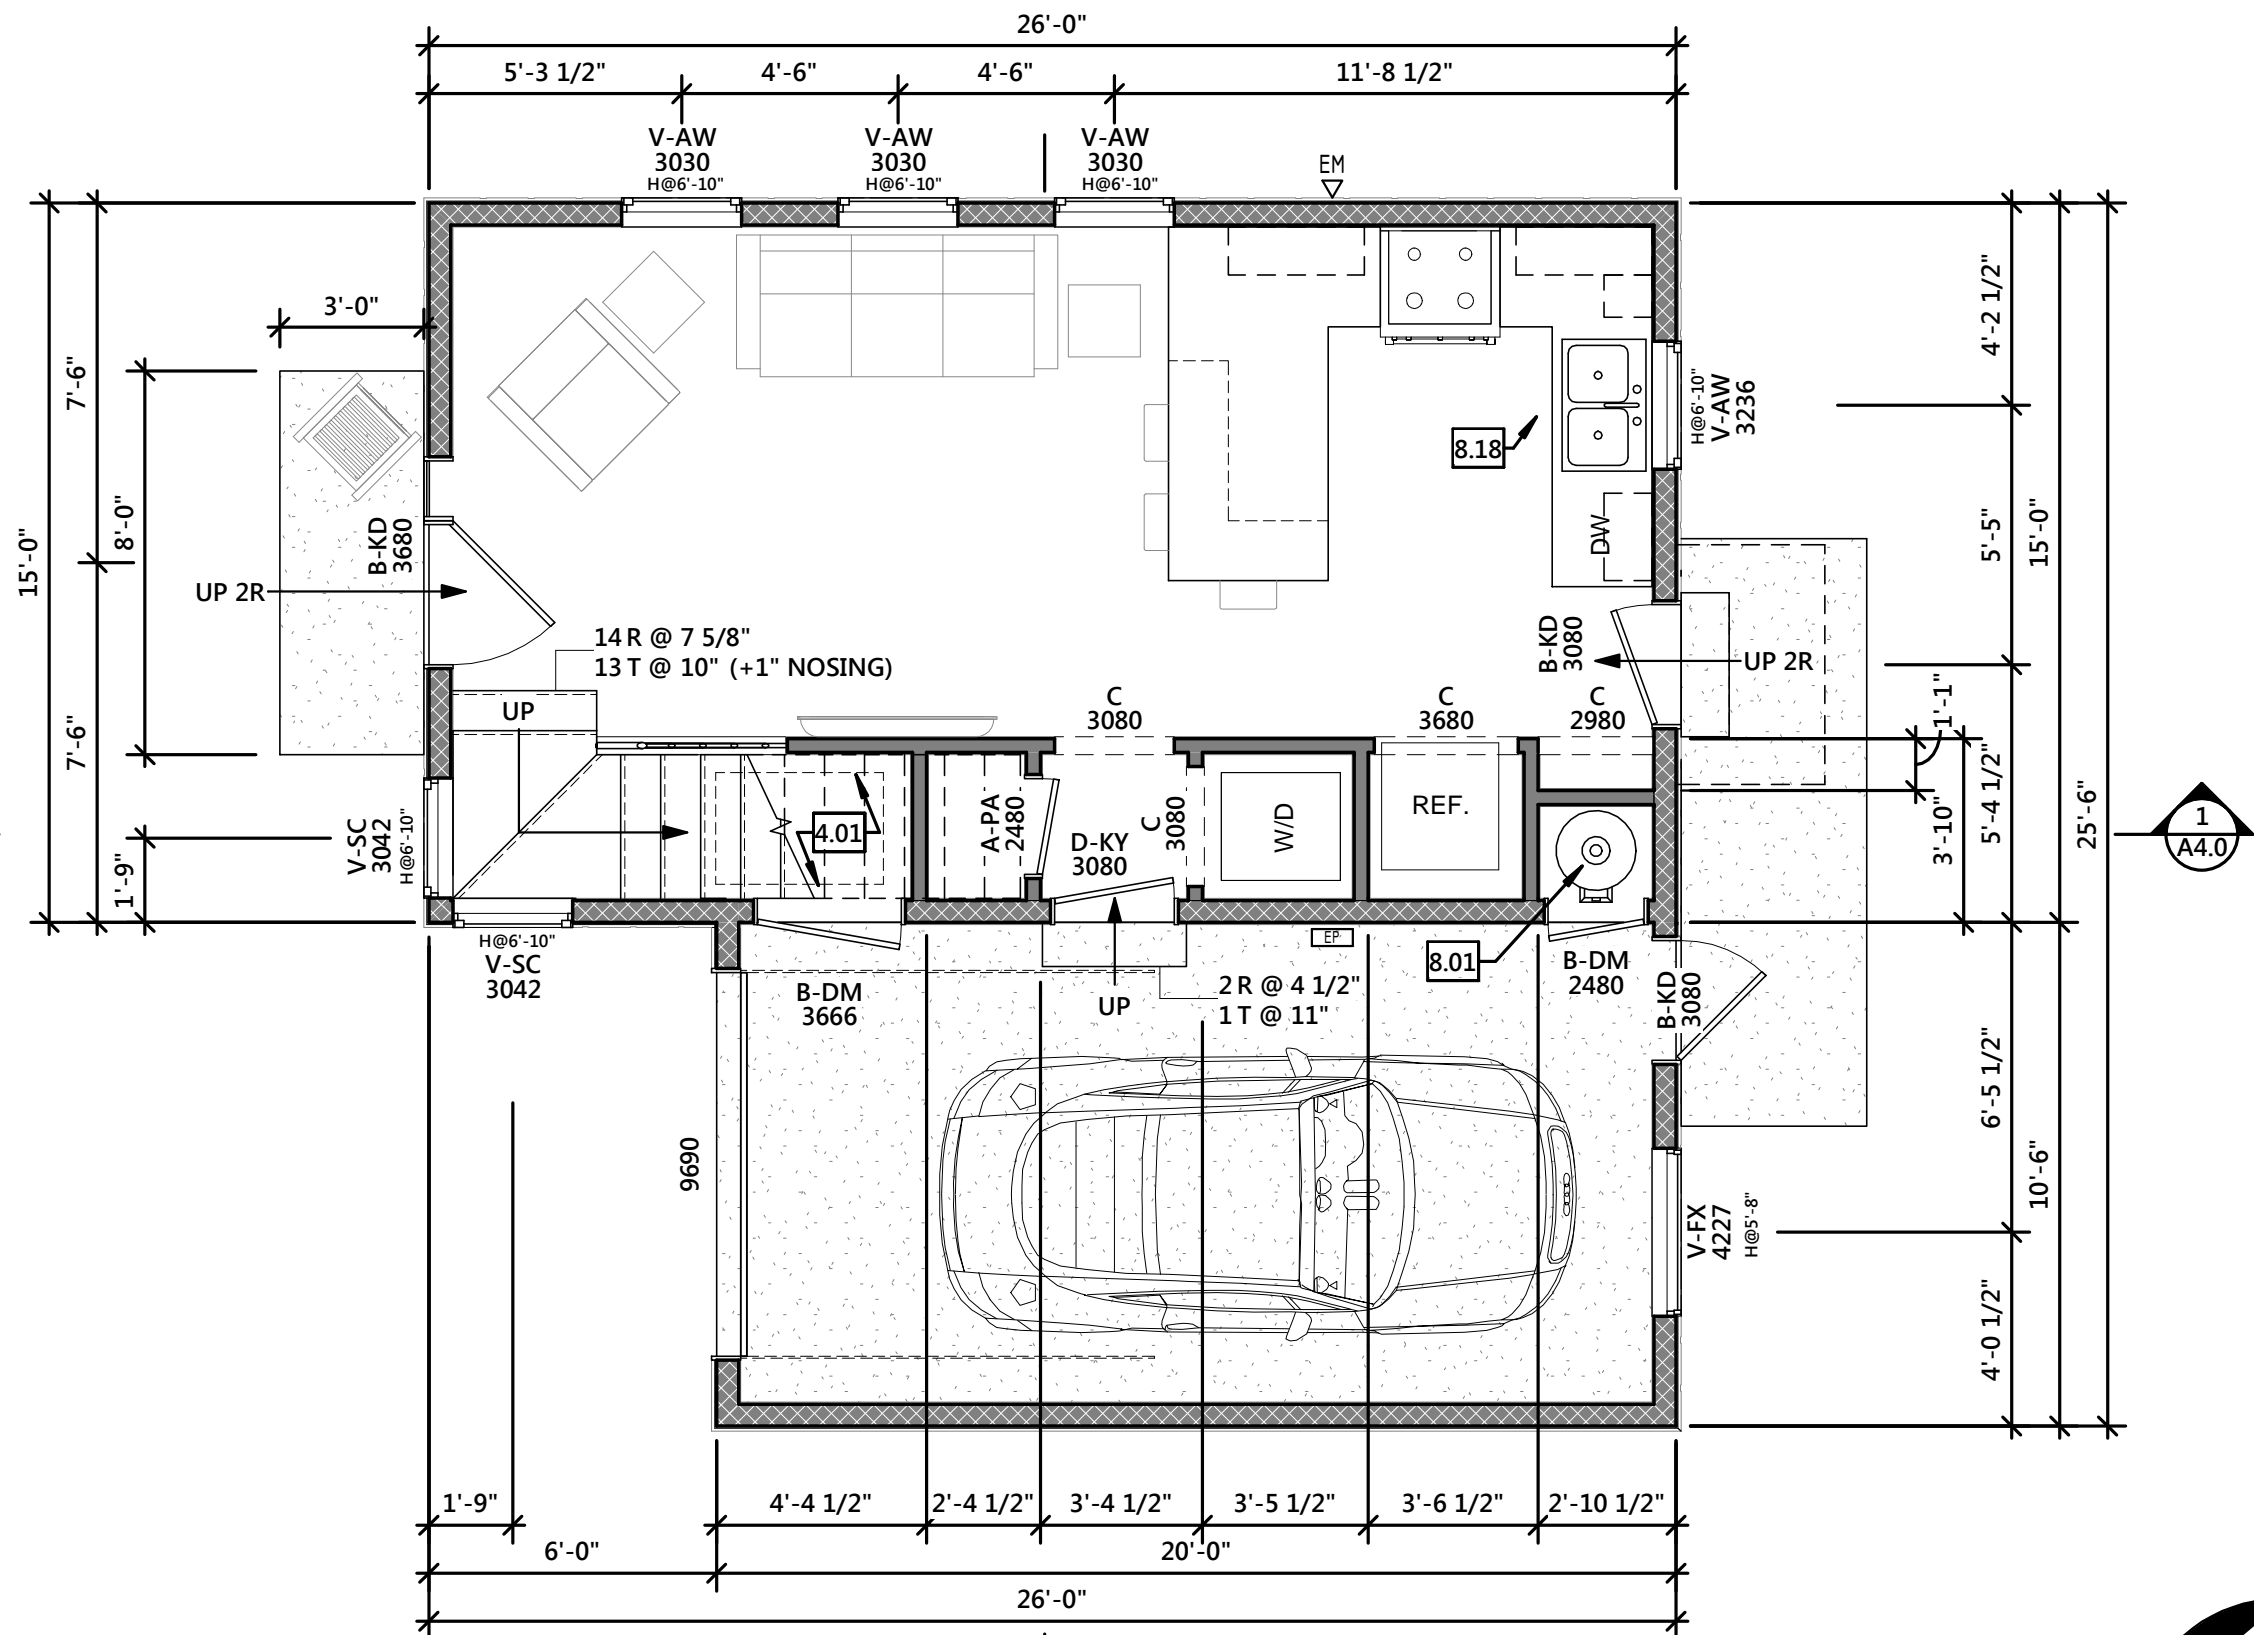 26'-0"
5'-3 1/2"
4'-6"
4'-6"
11'-8 1/2"
V-AW
3030
H@6'-10"
V-AW
3030
H@6'-10"
V-AW
3030
H@6'-10"
EM
3'-0"
7'-6"
8'-0"
15'-0"
7'-6"
1'-9"
B-KD
3680
UP 2R
14 R @ 7 5/8"
13 T @ 10" (+1" NOSING)
UP
8.18
DW
H@6'-10"
V-AW
3236
4'-2 1/2"
5'-5"
15'-0"
B-KD
3080
UP 2R
C
3080
C
3680
C
2980
1'-1"
3'-10"
5'-4 1/2"
25'-6"
1
A4.0
V-SC
3042
H@6'-10"
4.01
A-PA
2480
D-KY
3080
C
3080
W/D
REF.
H@6'-10"
V-SC
3042
EP
8.01
B-DM
3666
UP
2 R @ 4 1/2"
1 T @ 11"
B-DM
2480
B-KD
3080
6'-5 1/2"
10'-6"
9690
V-FX
4227
H@5'-8"
4'-0 1/2"
1'-9"
4'-4 1/2"
2'-4 1/2"
3'-4 1/2"
3'-5 1/2"
3'-6 1/2"
2'-10 1/2"
6'-0"
20'-0"
26'-0"